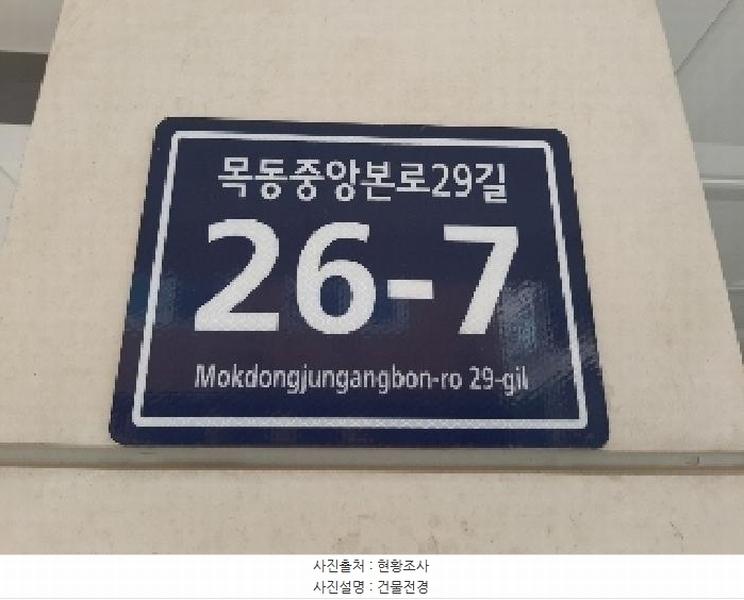 목동중앙본로29길
26-7
Mokdongjungangbon-ro 29-gil
사진출처 : 현황조사
사진설명 : 건물전경